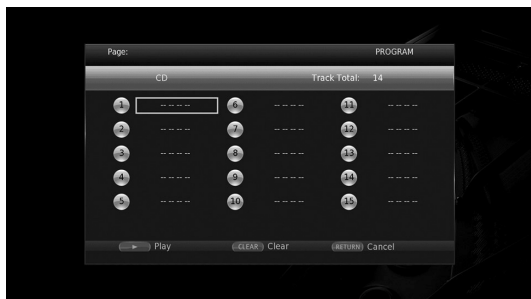 Page: PROGRAM
CD Track Total: 14
1 -- -- -- -- 6 -- -- -- -- 11 -- -- -- --
2 -- -- -- -- 7 -- -- -- -- 12 -- -- -- --
3 -- -- -- -- 8 -- -- -- -- 13 -- -- -- --
4 -- -- -- -- 9 -- -- -- -- 14 -- -- -- --
5 -- -- -- -- 10 -- -- -- -- 15 -- -- -- --
Play CLEAR Clear RETURN Cancel